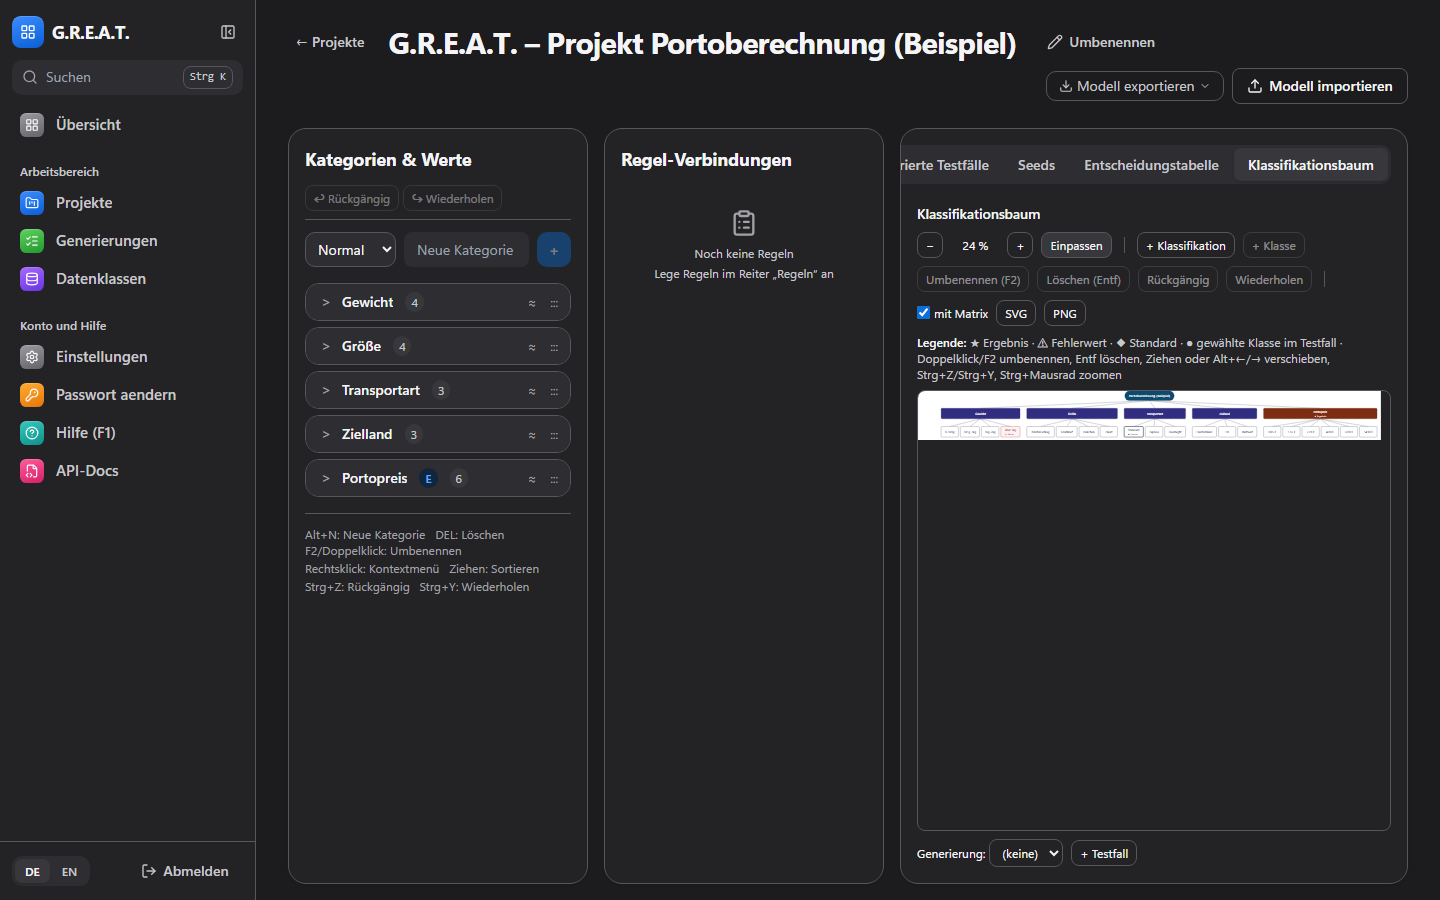 G.R.E.A.T.
Suchen
Strg K
Übersicht
Arbeitsbereich
Projekte
Generierungen
Datenklassen
Konto und Hilfe
Einstellungen
Passwort aendern
Hilfe (F1)
API-Docs
DE EN
Abmelden
← Projekte
G.R.E.A.T. – Projekt Portoberechnung (Beispiel)
Umbenennen
Modell exportieren
Modell importieren
Kategorien & Werte
↩ Rückgängig ↪ Wiederholen
Normal
Neue Kategorie
+
> Gewicht 4 ≈ :::
> Größe 4 ≈ :::
> Transportart 3 ≈ :::
> Zielland 3 ≈ :::
> Portopreis E 6 ≈ :::
Alt+N: Neue Kategorie DEL: Löschen
F2/Doppelklick: Umbenennen
Rechtsklick: Kontextmenü Ziehen: Sortieren
Strg+Z: Rückgängig Strg+Y: Wiederholen
Regel-Verbindungen
Noch keine Regeln
Lege Regeln im Reiter „Regeln“ an
rierte Testfälle Seeds Entscheidungstabelle Klassifikationsbaum
Klassifikationsbaum
− 24 % + Einpassen + Klassifikation + Klasse
Umbenennen (F2) Löschen (Entf) Rückgängig Wiederholen
mit Matrix SVG PNG
Legende: ★ Ergebnis · ⚠ Fehlerwert · ◆ Standard · ● gewählte Klasse im Testfall ·
Doppelklick/F2 umbenennen, Entf löschen, Ziehen oder Alt+←/→ verschieben,
Strg+Z/Strg+Y, Strg+Mausrad zoomen
Generierung: (keine) + Testfall